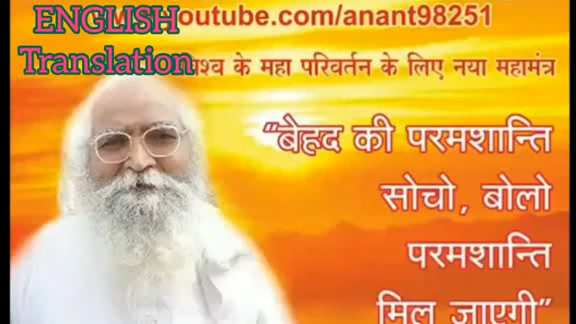 ENGLISH
Translation
youtube.com/anant98251
के महा परिवर्तन के लिए नया महामंत्र
“बेहद की परमशान्ति
सोचो, बोलो
परमशान्ति
मिल जाएगी”